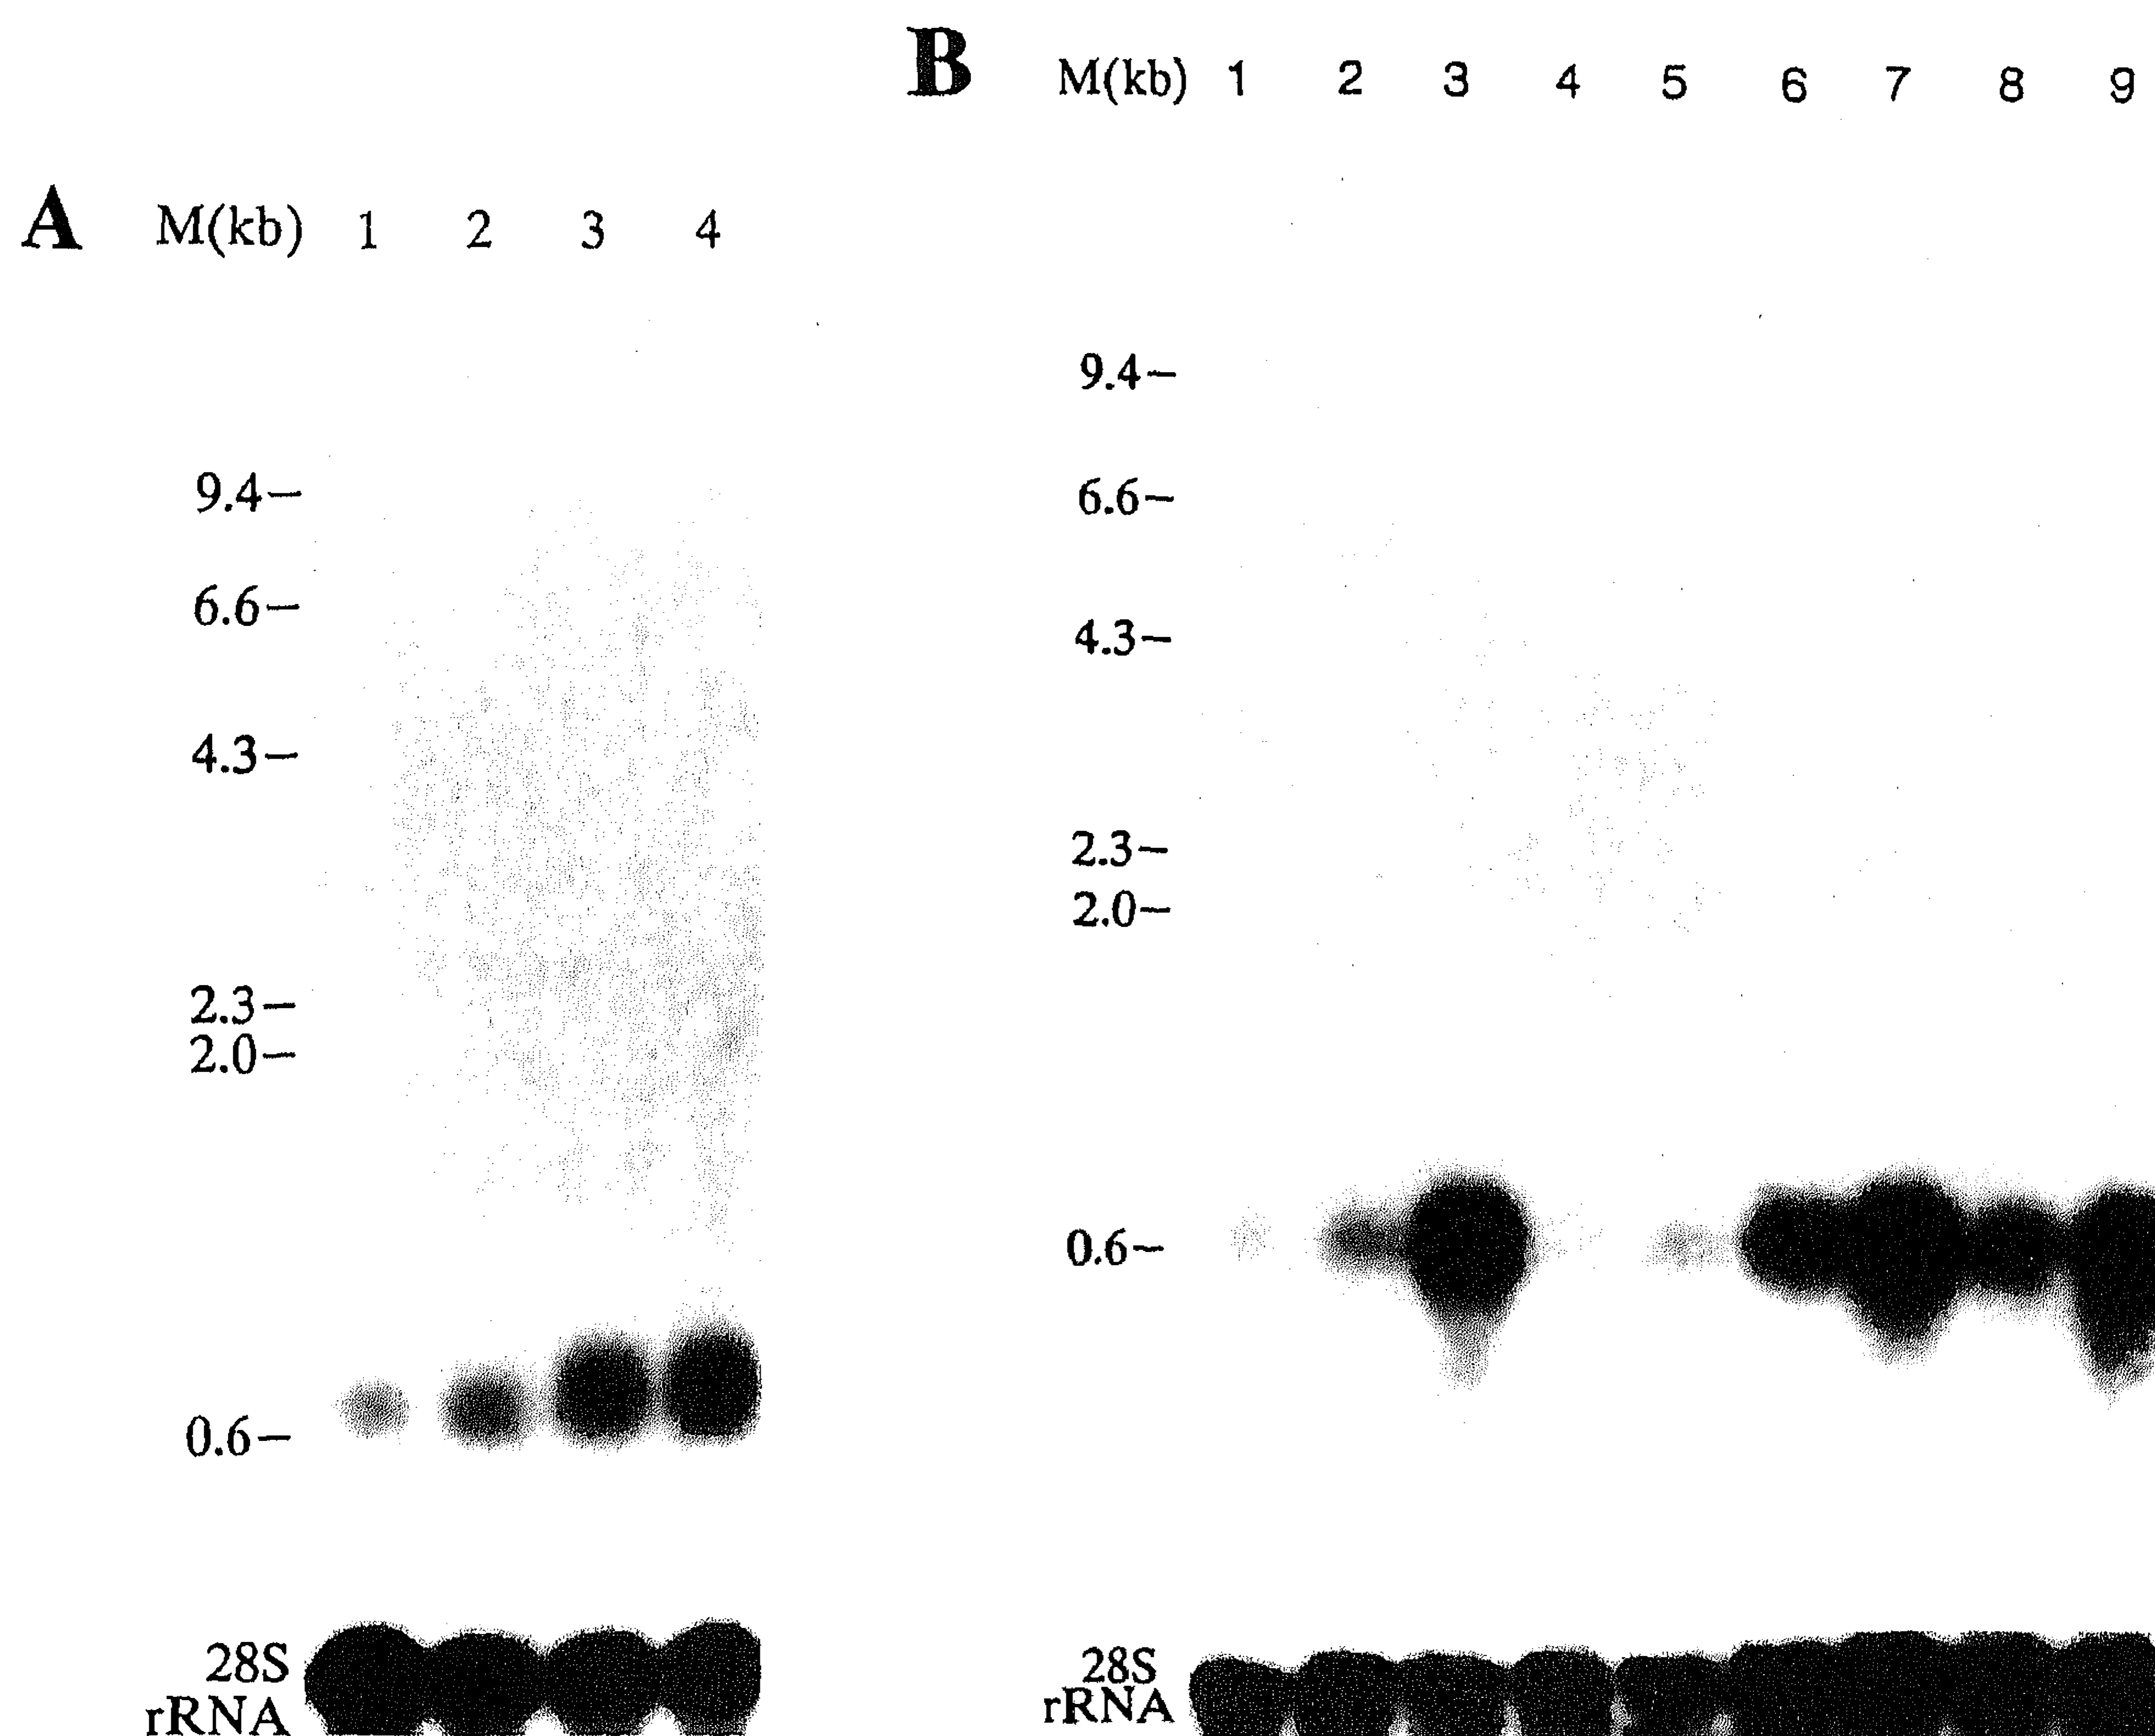 A M(kb) 1 2 3 4
9.4–
6.6–
4.3–
2.3–
2.0–
0.6–
28S
rRNA
B M(kb) 1 2 3 4 5 6 7 8 9
9.4–
6.6–
4.3–
2.3–
2.0–
0.6–
28S
rRNA